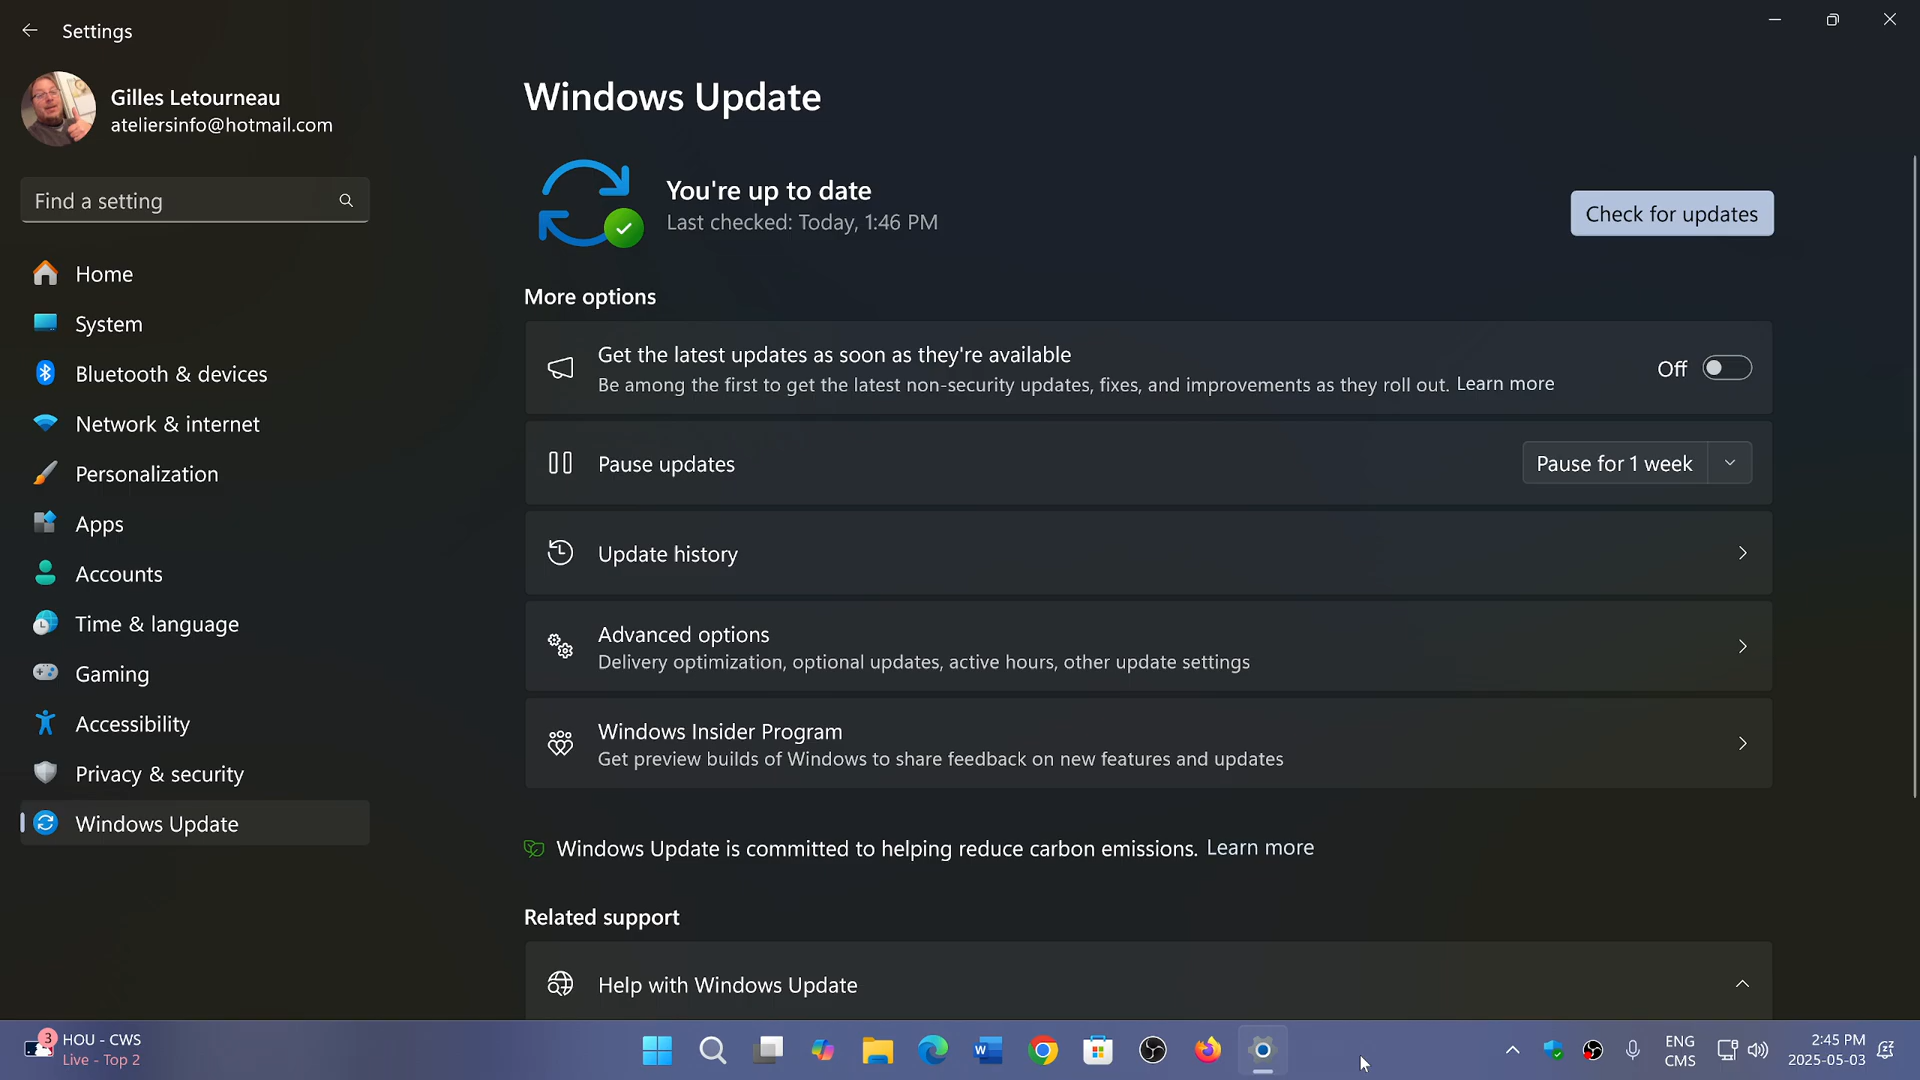 Settings
Gilles Letourneau
ateliersinfo@hotmail.com
Find a setting
Home
System
Bluetooth & devices
Network & internet
Personalization
Apps
Accounts
Time & language
Gaming
Accessibility
Privacy & security
Windows Update
Windows Update
You're up to date
Last checked: Today, 1:46 PM
Check for updates
More options
Get the latest updates as soon as they're available
Be among the first to get the latest non-security updates, fixes, and improvements as they roll out. Learn more
Off
Pause updates
Pause for 1 week
Update history
Advanced options
Delivery optimization, optional updates, active hours, other update settings
Windows Insider Program
Get preview builds of Windows to share feedback on new features and updates
Windows Update is committed to helping reduce carbon emissions. Learn more
Related support
Help with Windows Update
3
HOU - CWS
Live - Top 2
W
ENG
CMS
2:45 PM
2025-05-03